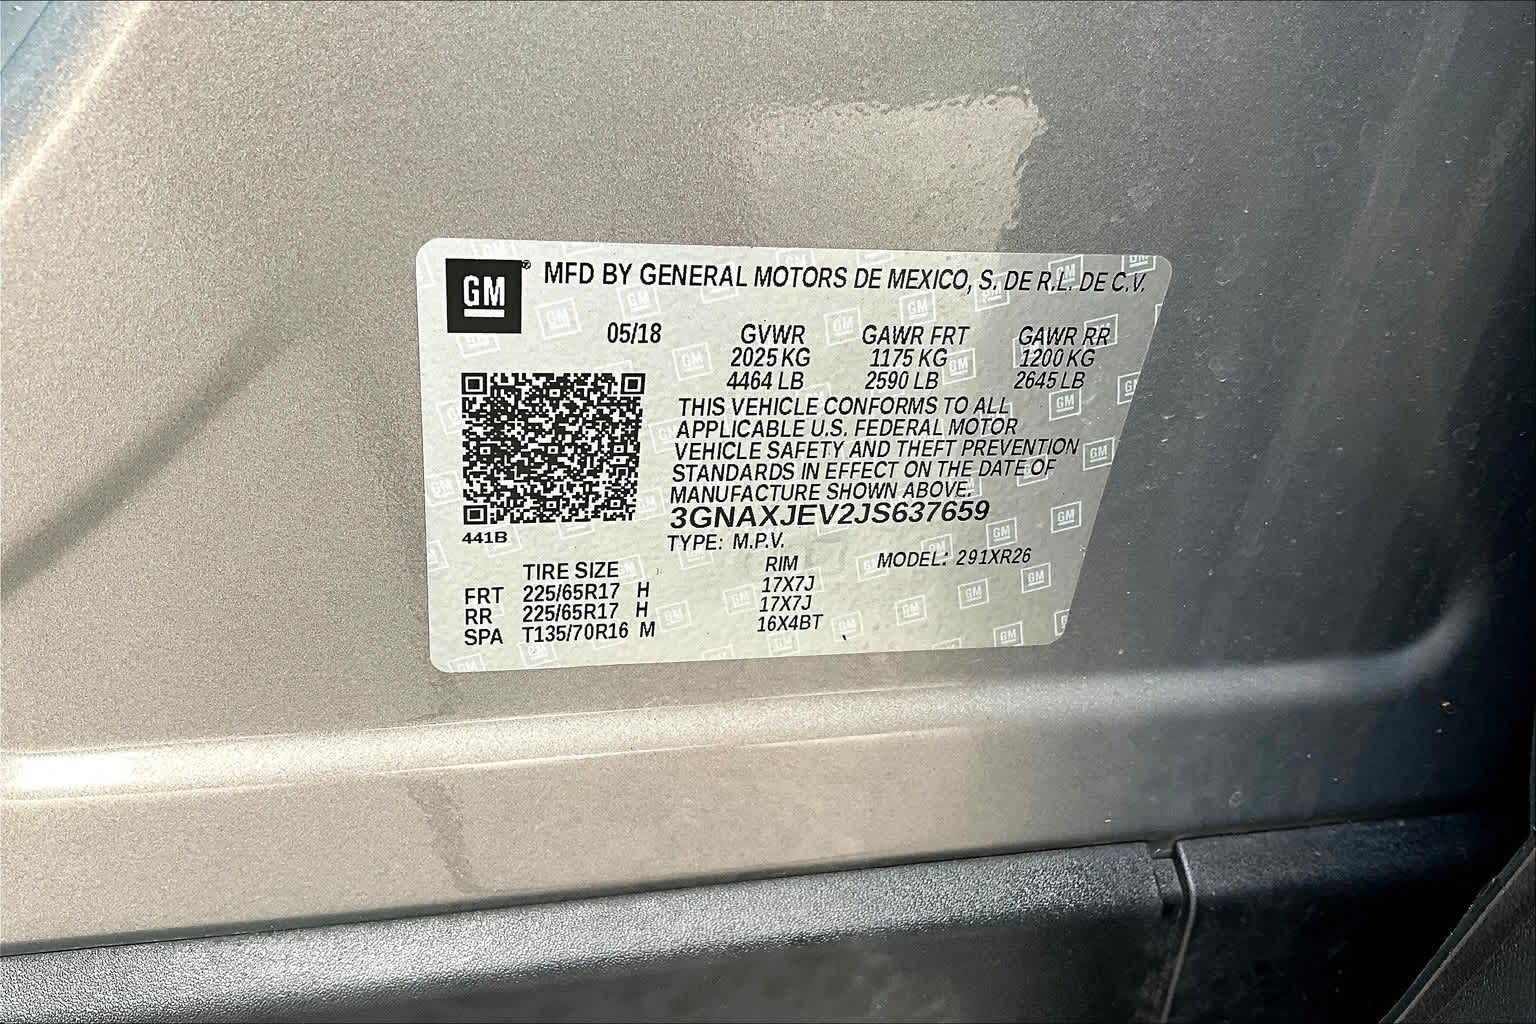 GM® MFD BY GENERAL MOTORS DE MEXICO, S. DE R.L. DE C.V.
05/18 GVWR GAWR FRT GAWR RR
2025 KG 1175 KG 1200 KG
4464 LB 2590 LB 2645 LB
THIS VEHICLE CONFORMS TO ALL
APPLICABLE U.S. FEDERAL MOTOR
VEHICLE SAFETY AND THEFT PREVENTION
STANDARDS IN EFFECT ON THE DATE OF
MANUFACTURE SHOWN ABOVE.
3GNAXJEV2JS637659
441B
TYPE: M.P.V. MODEL: 291XR26
TIRE SIZE RIM
FRT 225/65R17 H 17X7J
RR 225/65R17 H 17X7J
SPA T135/70R16 M 16X4BT